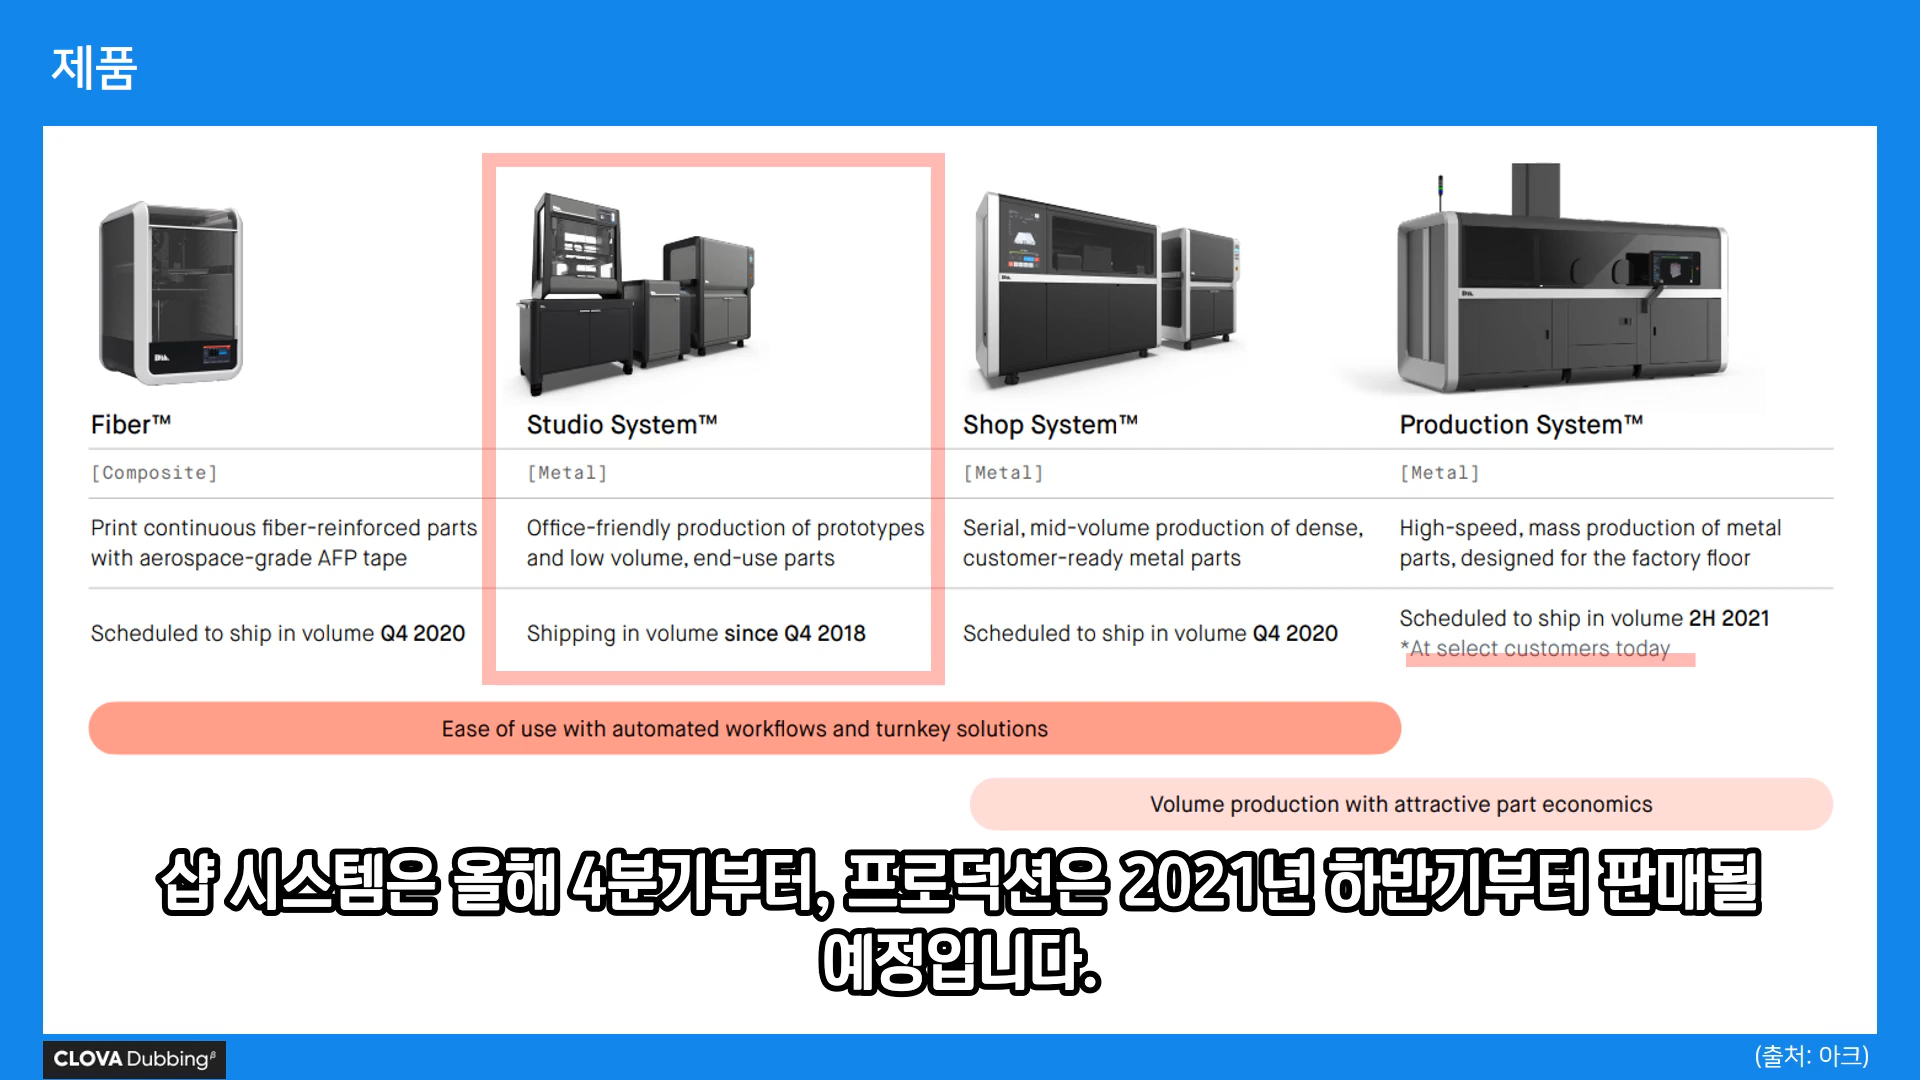 제품
Fiber™
[Composite]
Print continuous fiber-reinforced parts
with aerospace-grade AFP tape
Scheduled to ship in volume Q4 2020
Studio System™
[Metal]
Office-friendly production of prototypes
and low volume, end-use parts
Shipping in volume since Q4 2018
Shop System™
[Metal]
Serial, mid-volume production of dense,
customer-ready metal parts
Scheduled to ship in volume Q4 2020
Production System™
[Metal]
High-speed, mass production of metal
parts, designed for the factory floor
Scheduled to ship in volume 2H 2021
*At select customers today
Ease of use with automated workflows and turnkey solutions
Volume production with attractive part economics
샵 시스템은 올해 4분기부터, 프로덕션은 2021년 하반기부터 판매될
예정입니다.
CLOVA Dubbingᵝ
(출처: 아크)